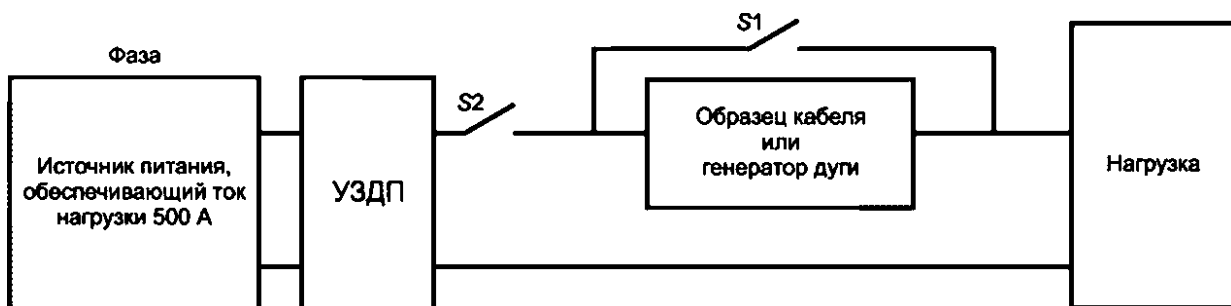 Фаза
Источник питания,
обеспечивающий ток
нагрузки 500 А
УЗДП
S2
S1
Образец кабеля
или
генератор дуги
Нагрузка